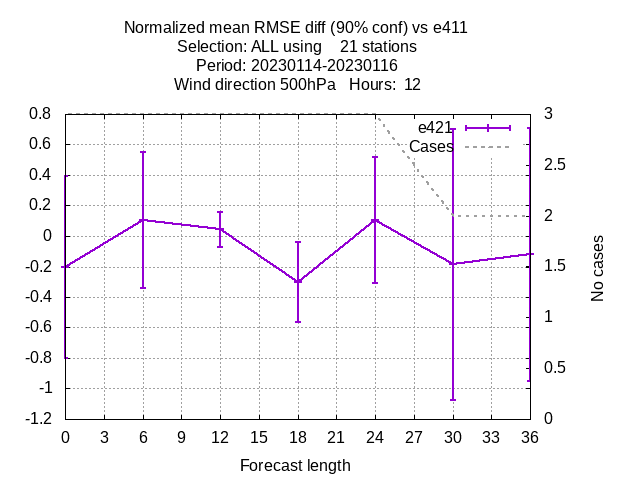 Normalized mean RMSE diff (90% conf) vs e411
Selection: ALL using    21 stations
Period: 20230114-20230116
Wind direction 500hPa   Hours:  12
0.8
0.6
0.4
0.2
0
-0.2
-0.4
-0.6
-0.8
-1
-1.2
e421
Cases
3
2.5
2
1.5
1
0.5
0
No cases
0 3 6 9 12 15 18 21 24 27 30 33 36
Forecast length